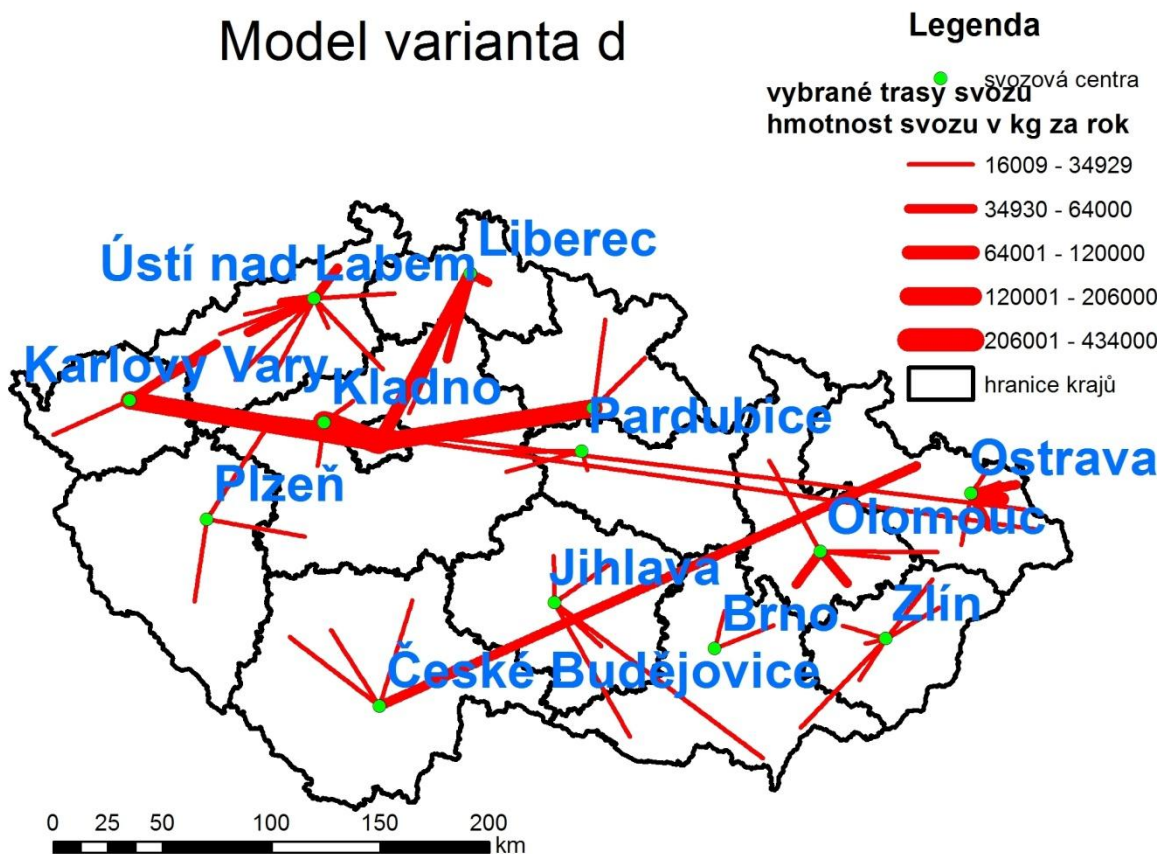 Model varianta d
Legenda
svozová centra
vybrané trasy svozu
hmotnost svozu v kg za rok
16009 - 34929
34930 - 64000
64001 - 120000
120001 - 206000
206001 - 434000
hranice krajů
Liberec
Ústí nad Labem
Karlovy Vary
Kladno
Pardubice
Ostrava
Plzeň
Olomouc
Jihlava
Brno
Zlín
České Budějovice
0 25 50 100 150 200
km